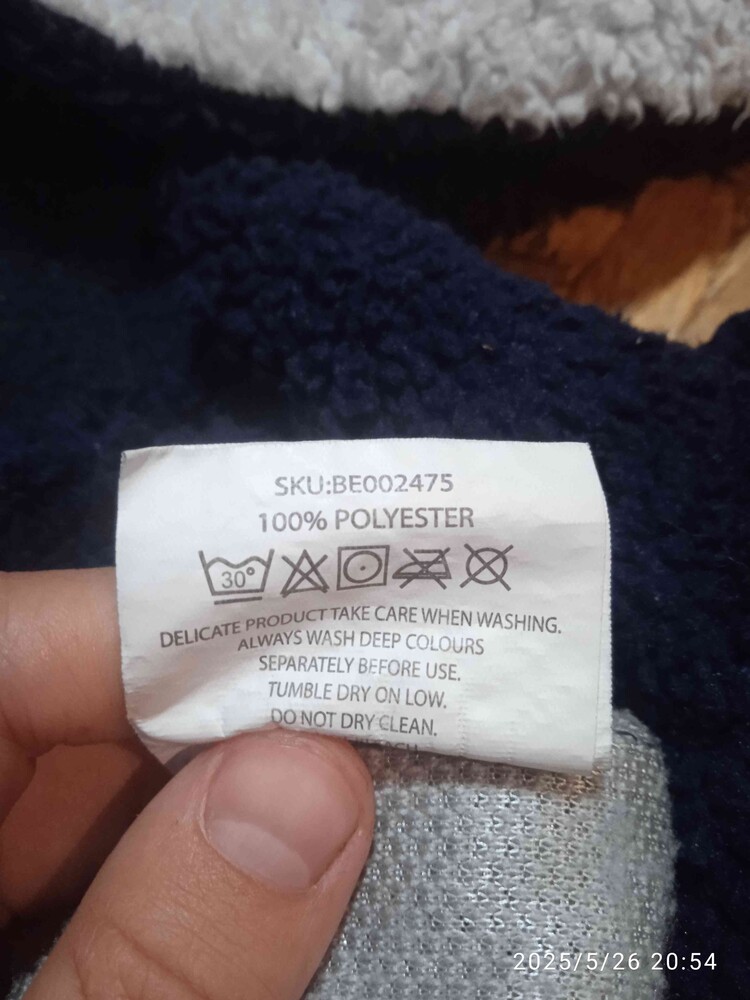 SKU:BE002475
100% POLYESTER
30°
DELICATE PRODUCT TAKE CARE WHEN WASHING.
ALWAYS WASH DEEP COLOURS
SEPARATELY BEFORE USE.
TUMBLE DRY ON LOW.
DO NOT DRY CLEAN.
2025/5/26 20:54